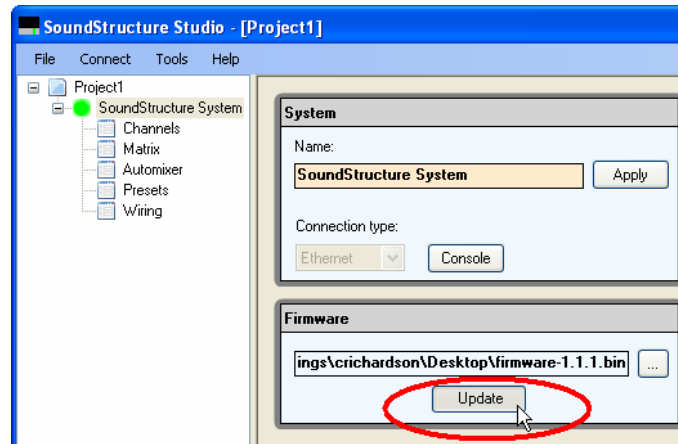 SoundStructure Studio - [Project1]
File Connect Tools Help
Project1
SoundStructure System
Channels
Matrix
Automixer
Presets
Wiring
System
Name:
SoundStructure System
Apply
Connection type:
Ethernet
Console
Firmware
ings\crichardson\Desktop\firmware-1.1.1.bin
...
Update